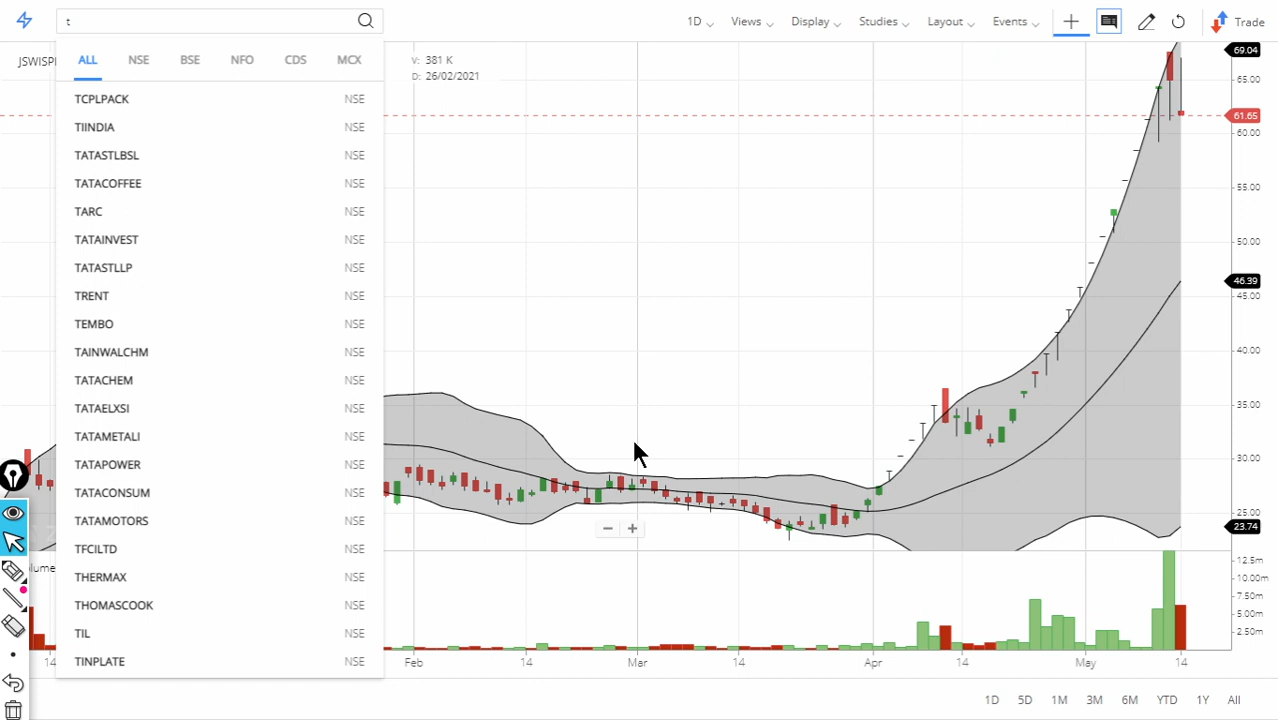 t
1D Views Display Studies Layout Events Trade
ALL NSE BSE NFO CDS MCX
JSWISPL
V: 381 K
D: 26/02/2021
TCPLPACK NSE
TIINDIA NSE
TATASTLBSL NSE
TATACOFFEE NSE
TARC NSE
TATAINVEST NSE
TATASTLLP NSE
TRENT NSE
TEMBO NSE
TAINWALCHM NSE
TATACHEM NSE
TATAELXSI NSE
TATAMETALI NSE
TATAPOWER NSE
TATACONSUM NSE
TATAMOTORS NSE
TFCILTD NSE
THERMAX NSE
THOMASCOOK NSE
TIL NSE
TINPLATE NSE
69.04
65.00
61.65
60.00
55.00
50.00
46.39
45.00
40.00
35.00
30.00
25.00
23.74
12.5m
10.00m
7.50m
5.00m
2.50m
14 Feb 14 Mar 14 Apr 14 May 14
1D 5D 1M 3M 6M YTD 1Y All